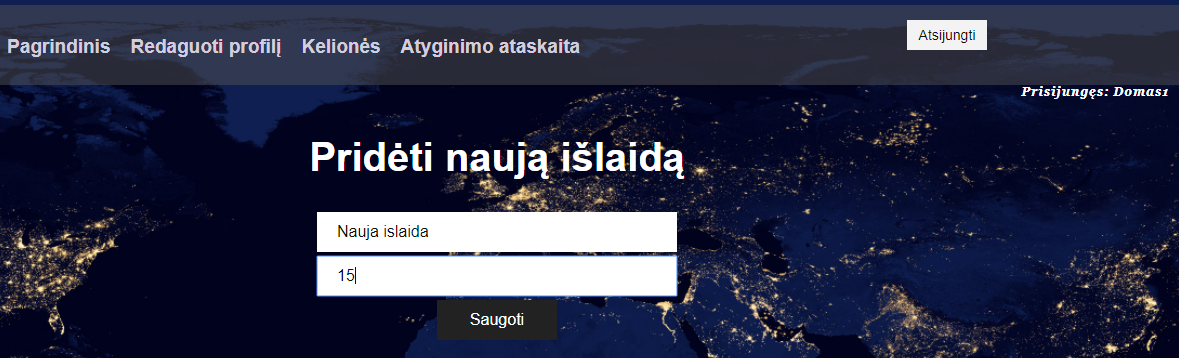 Pagrindinis Redaguoti profilį Kelionės Atyginimo ataskaita Atsijungti
Prisijungęs: Domas1
Pridėti naują išlaidą
Nauja islaida
15
Saugoti